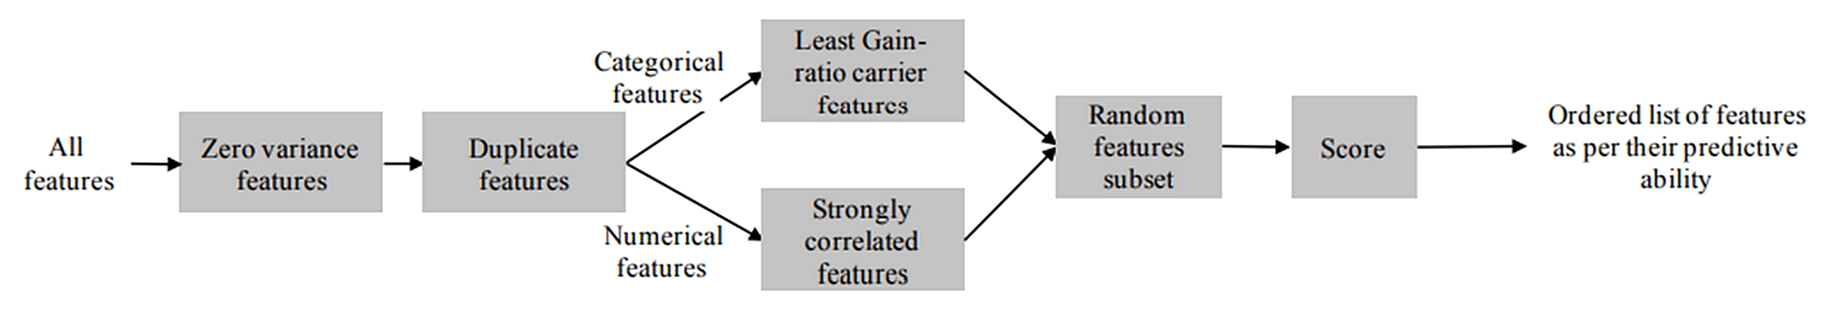 All
features
Zero variance
features
Duplicate
features
Categorical
features
Numerical
features
Least Gain-
ratio carrier
features
Strongly
correlated
features
Random
features
subset
Score
Ordered list of features
as per their predictive
ability